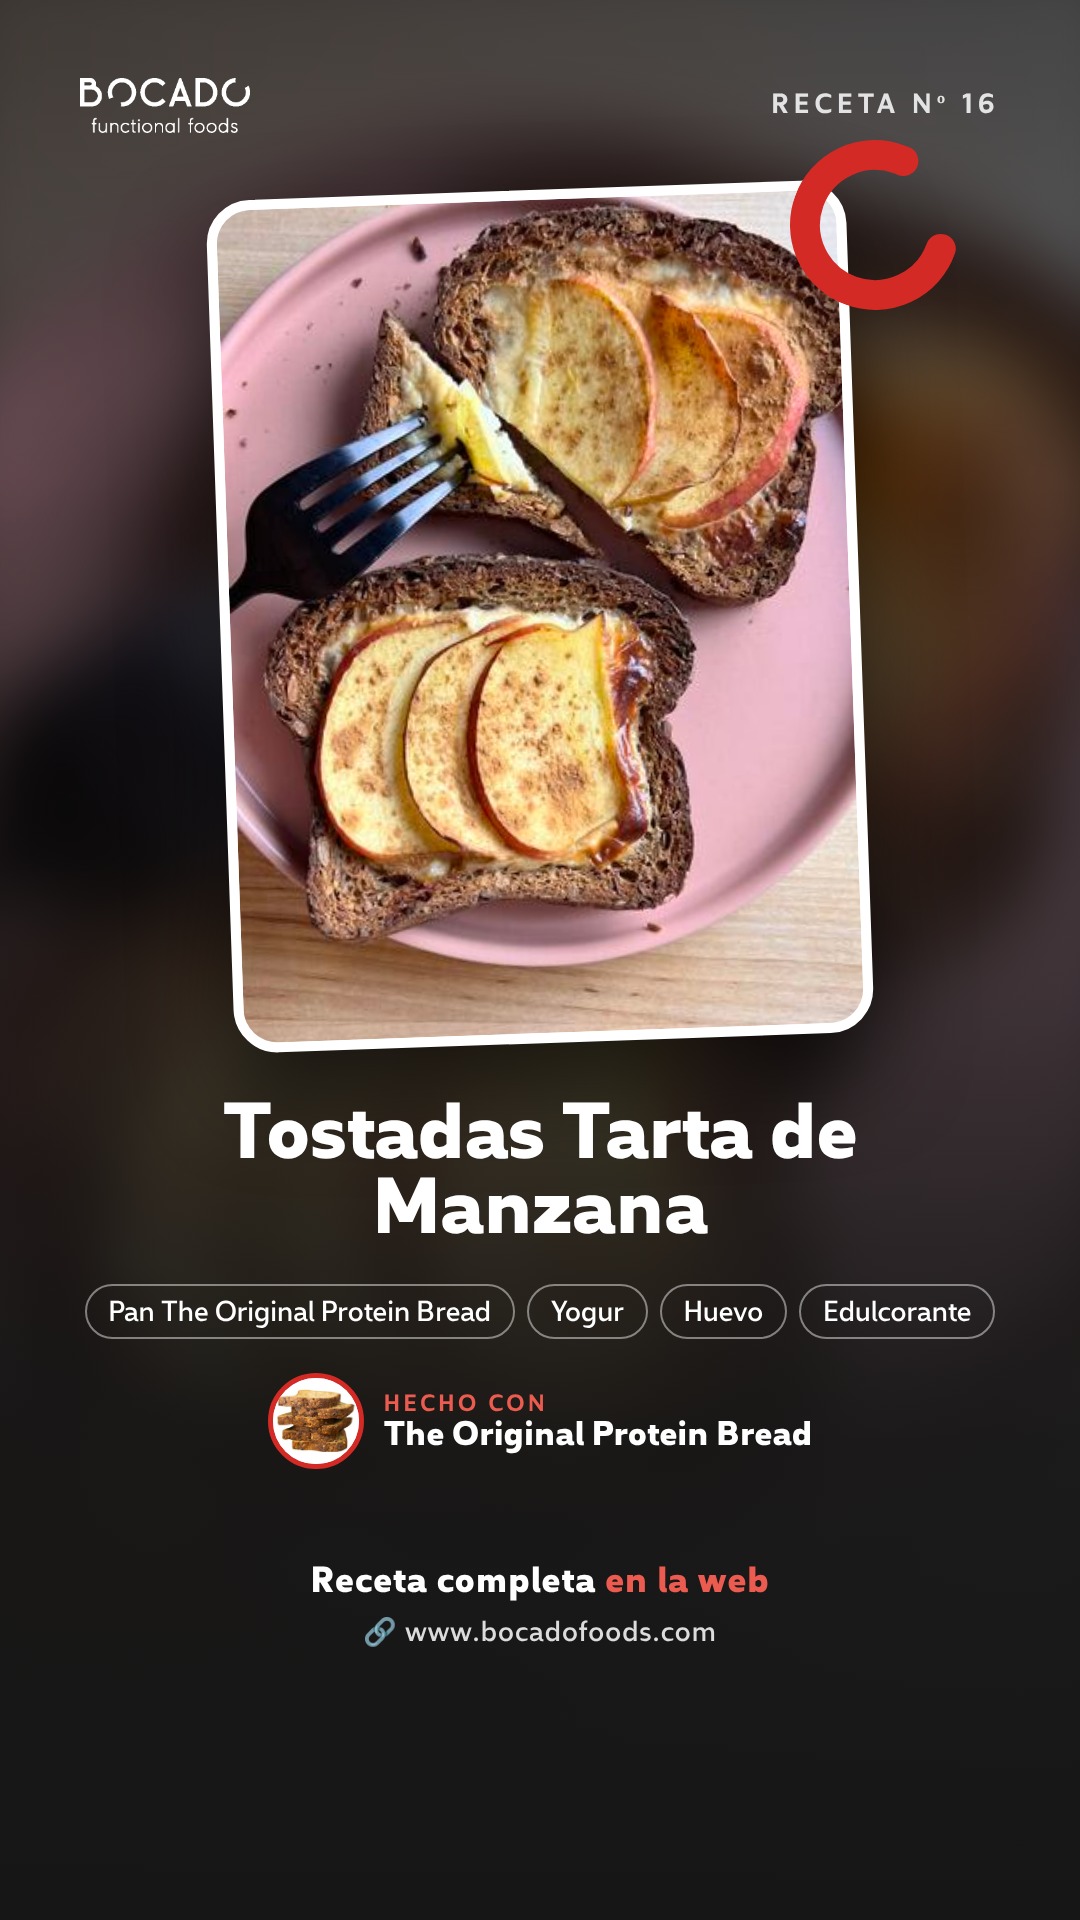 BOCADO
functional foods
RECETA Nº 16
Tostadas Tarta de
Manzana
Pan The Original Protein Bread
Yogur
Huevo
Edulcorante
HECHO CON
The Original Protein Bread
Receta completa en la web
www.bocadofoods.com